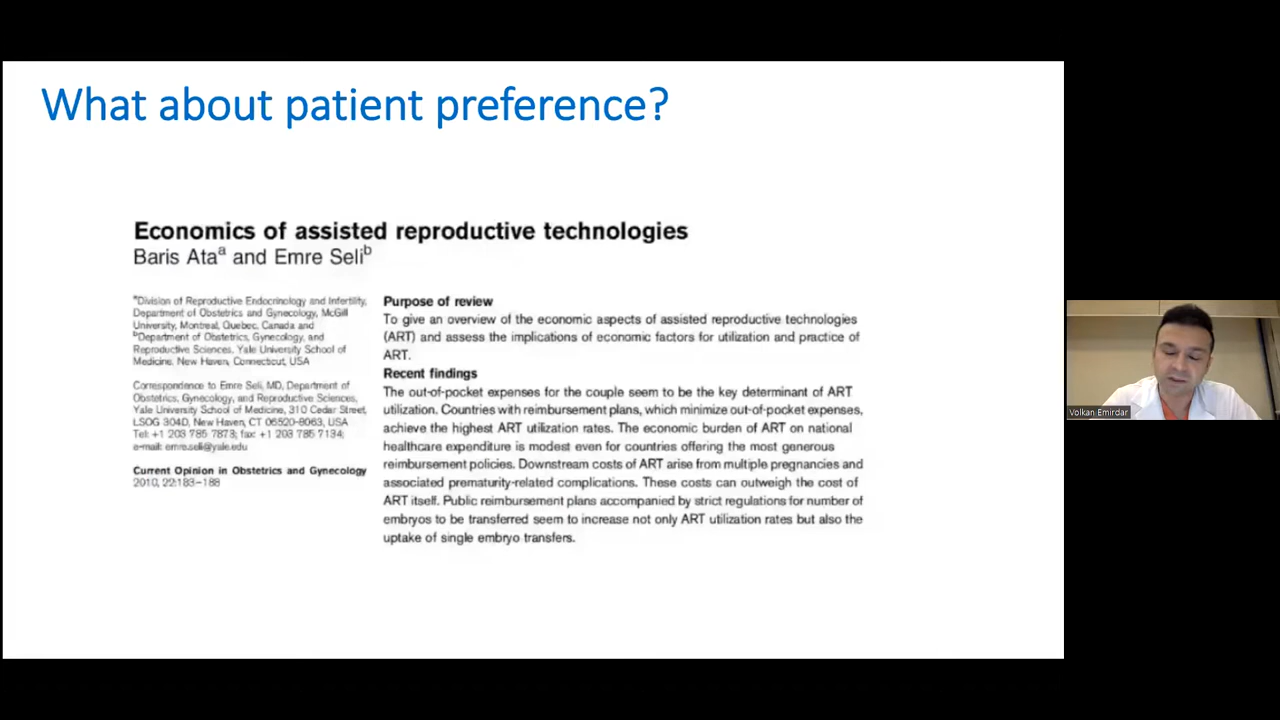 What about patient preference?
Economics of assisted reproductive technologies
Baris Ataa and Emre Selib
aDivision of Reproductive Endocrinology and Infertility,
Department of Obstetrics and Gynecology, McGill
University, Montreal, Quebec, Canada and
bDepartment of Obstetrics, Gynecology, and
Reproductive Sciences, Yale University School of
Medicine, New Haven, Connecticut, USA
Correspondence to Emre Seli, MD, Department of
Obstetrics, Gynecology, and Reproductive Sciences,
Yale University School of Medicine, 310 Cedar Street,
LSOG 304D, New Haven, CT 06520-8063, USA
Tel: +1 203 785 7873; fax: +1 203 785 7134;
e-mail: emre.seli@yale.edu
Current Opinion in Obstetrics and Gynecology
2010, 22:183–188
Purpose of review
To give an overview of the economic aspects of assisted reproductive technologies
(ART) and assess the implications of economic factors for utilization and practice of
ART.
Recent findings
The out-of-pocket expenses for the couple seem to be the key determinant of ART
utilization. Countries with reimbursement plans, which minimize out-of-pocket expenses,
achieve the highest ART utilization rates. The economic burden of ART on national
healthcare expenditure is modest even for countries offering the most generous
reimbursement policies. Downstream costs of ART arise from multiple pregnancies and
associated prematurity-related complications. These costs can outweigh the cost of
ART itself. Public reimbursement plans accompanied by strict regulations for number of
embryos to be transferred seem to increase not only ART utilization rates but also the
uptake of single embryo transfers.
Volkan Emirdar